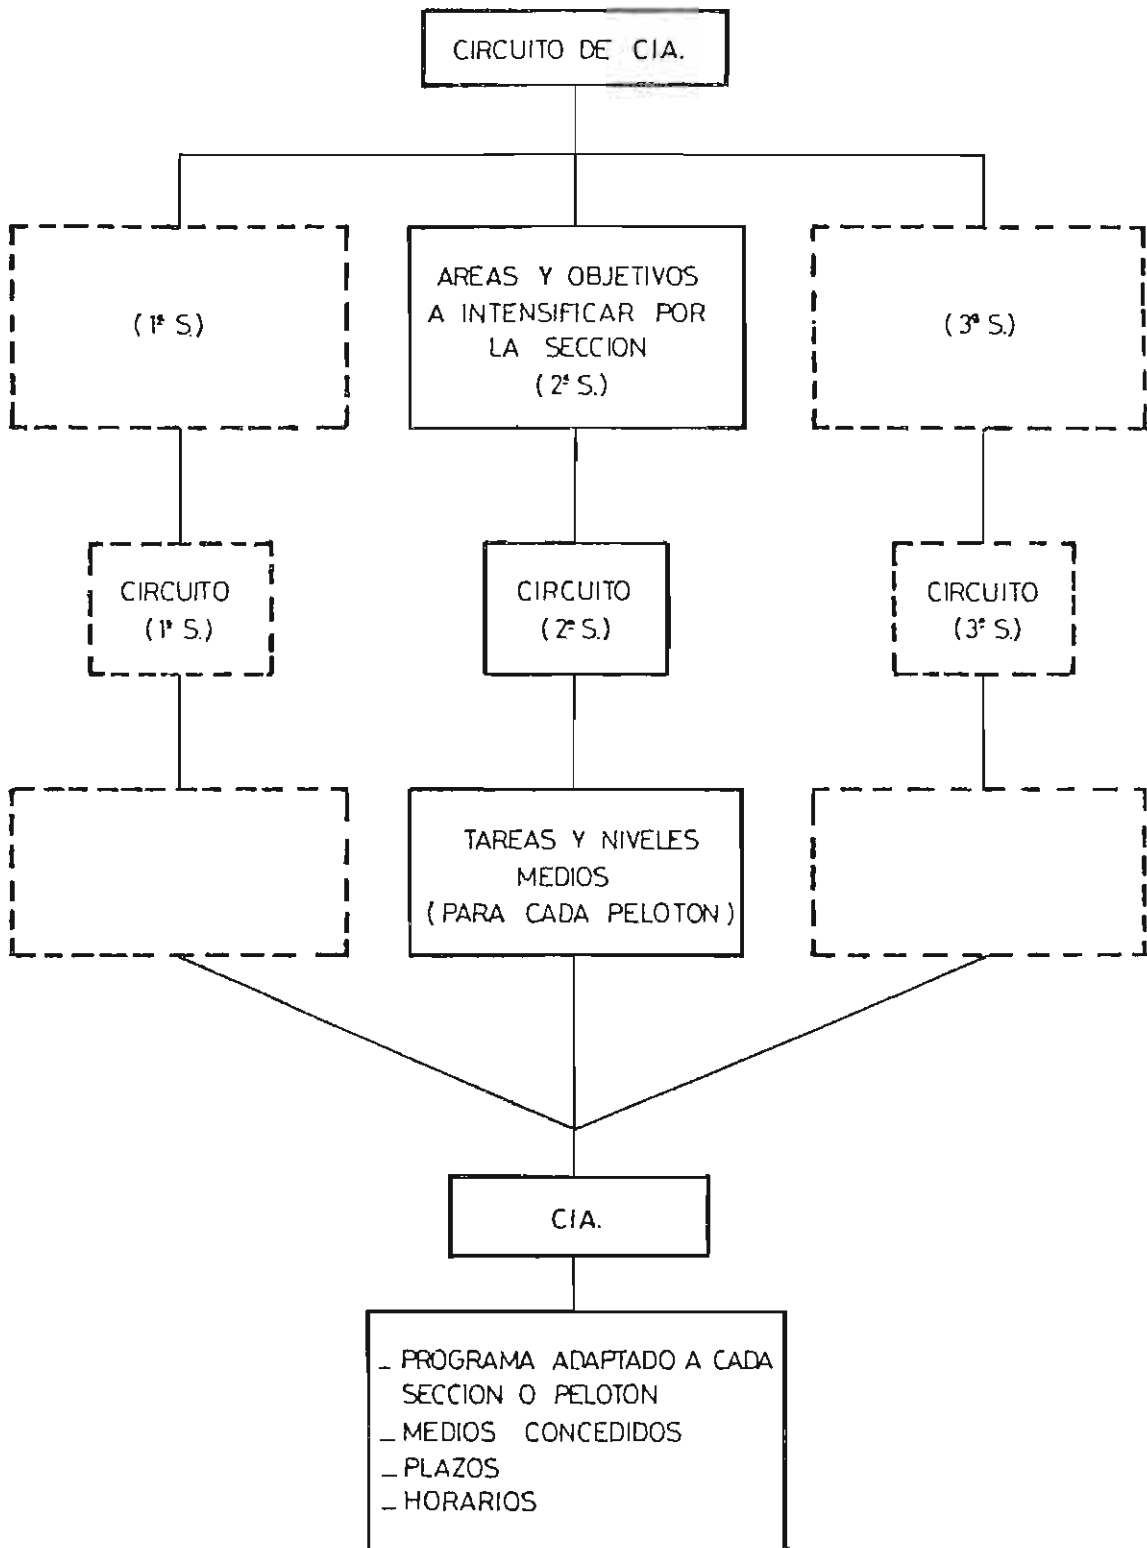 CIRCUITO DE CIA.
(1ª S.)
AREAS Y OBJETIVOS
A INTENSIFICAR POR
LA SECCION
(2ª S.)
(3ª S.)
CIRCUITO
(1ª S.)
CIRCUITO
(2ª S.)
CIRCUITO
(3ª S.)
TAREAS Y NIVELES
MEDIOS
(PARA CADA PELOTON)
CIA.
_ PROGRAMA ADAPTADO A CADA
SECCION O PELOTON
_ MEDIOS CONCEDIDOS
_ PLAZOS
_ HORARIOS